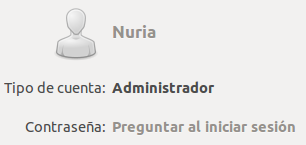 Nuria
Tipo de cuenta: Administrador
Contraseña: Preguntar al iniciar sesión